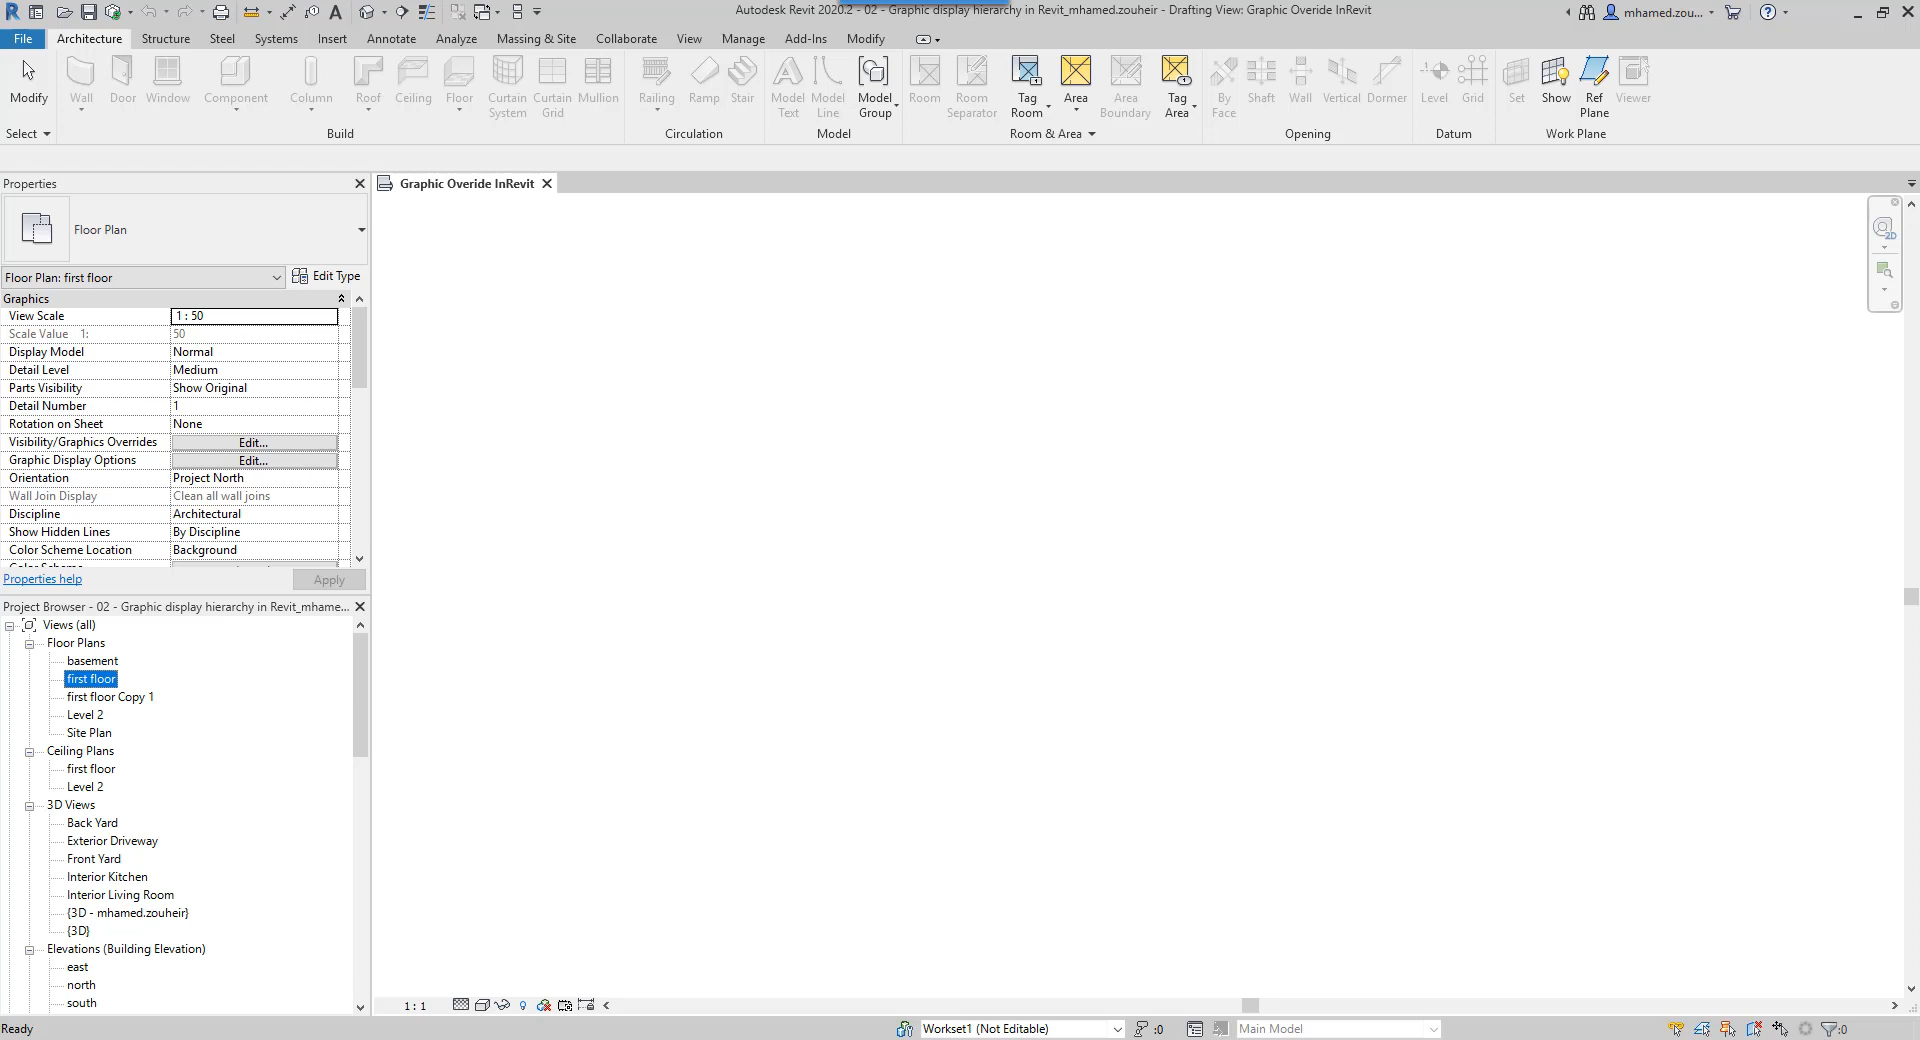 Autodesk Revit 2020.2 - 02 - Graphic display hierarchy in Revit_mhamed.zouheir - Drafting View: Graphic Overide InRevit
mhamed.zou...
File Architecture Structure Steel Systems Insert Annotate Analyze Massing & Site Collaborate View Manage Add-Ins Modify
Modify Wall Door Window Component Column Roof Ceiling Floor Curtain System Curtain Grid Mullion Railing Ramp Stair Model Text Model Line Model Group Room Room Separator Tag Room Area Area Boundary Tag Area By Face Shaft Wall Vertical Dormer Level Grid Set Show Ref Plane Viewer
Select Build Circulation Model Room & Area Opening Datum Work Plane
Properties
Graphic Overide InRevit
Floor Plan
2D
Floor Plan: first floor Edit Type
Graphics
View Scale 1 : 50
Scale Value 1: 50
Display Model Normal
Detail Level Medium
Parts Visibility Show Original
Detail Number 1
Rotation on Sheet None
Visibility/Graphics Overrides Edit...
Graphic Display Options Edit...
Orientation Project North
Wall Join Display Clean all wall joins
Discipline Architectural
Show Hidden Lines By Discipline
Color Scheme Location Background
Properties help Apply
Project Browser - 02 - Graphic display hierarchy in Revit_mhame...
Views (all)
Floor Plans
basement
first floor
first floor Copy 1
Level 2
Site Plan
Ceiling Plans
first floor
Level 2
3D Views
Back Yard
Exterior Driveway
Front Yard
Interior Kitchen
Interior Living Room
{3D - mhamed.zouheir}
{3D}
Elevations (Building Elevation)
east
north
south
1 : 1
Ready Workset1 (Not Editable) :0 Main Model :0